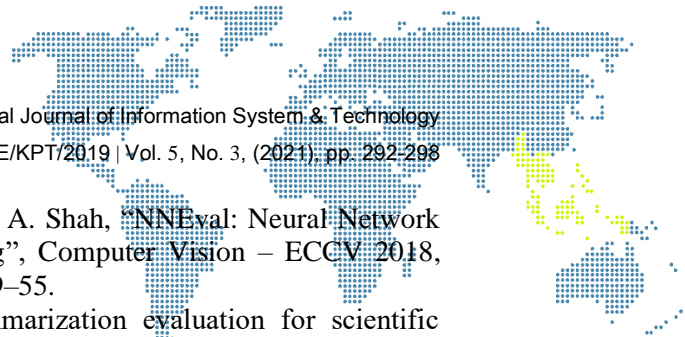 al Journal of Information System & Technology
E/KPT/2019 | Vol. 5, No. 3, (2021), pp. 292-298
A. Shah, “NNEval: Neural Network
g”, Computer Vision – ECCV 2018,
9–55.
marization evaluation for scientific